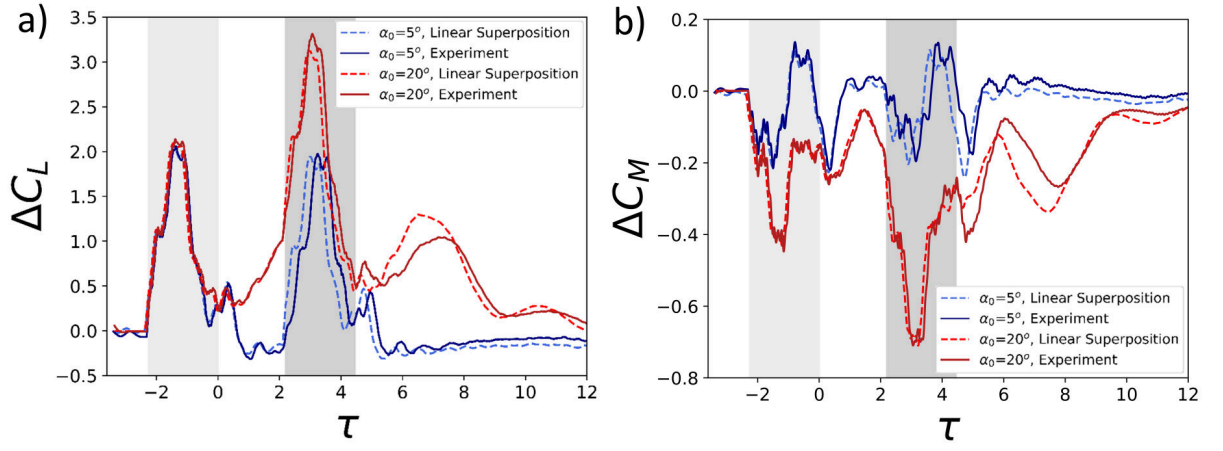 a)
3.5
3.0
2.5
2.0
1.5
1.0
0.5
0.0
−0.5
ΔC_L
α₀=5°, Linear Superposition
α₀=5°, Experiment
α₀=20°, Linear Superposition
α₀=20°, Experiment
−2 0 2 4 6 8 10 12
τ
b)
0.2
0.0
−0.2
−0.4
−0.6
−0.8
ΔC_M
α₀=5°, Linear Superposition
α₀=5°, Experiment
α₀=20°, Linear Superposition
α₀=20°, Experiment
−2 0 2 4 6 8 10 12
τ